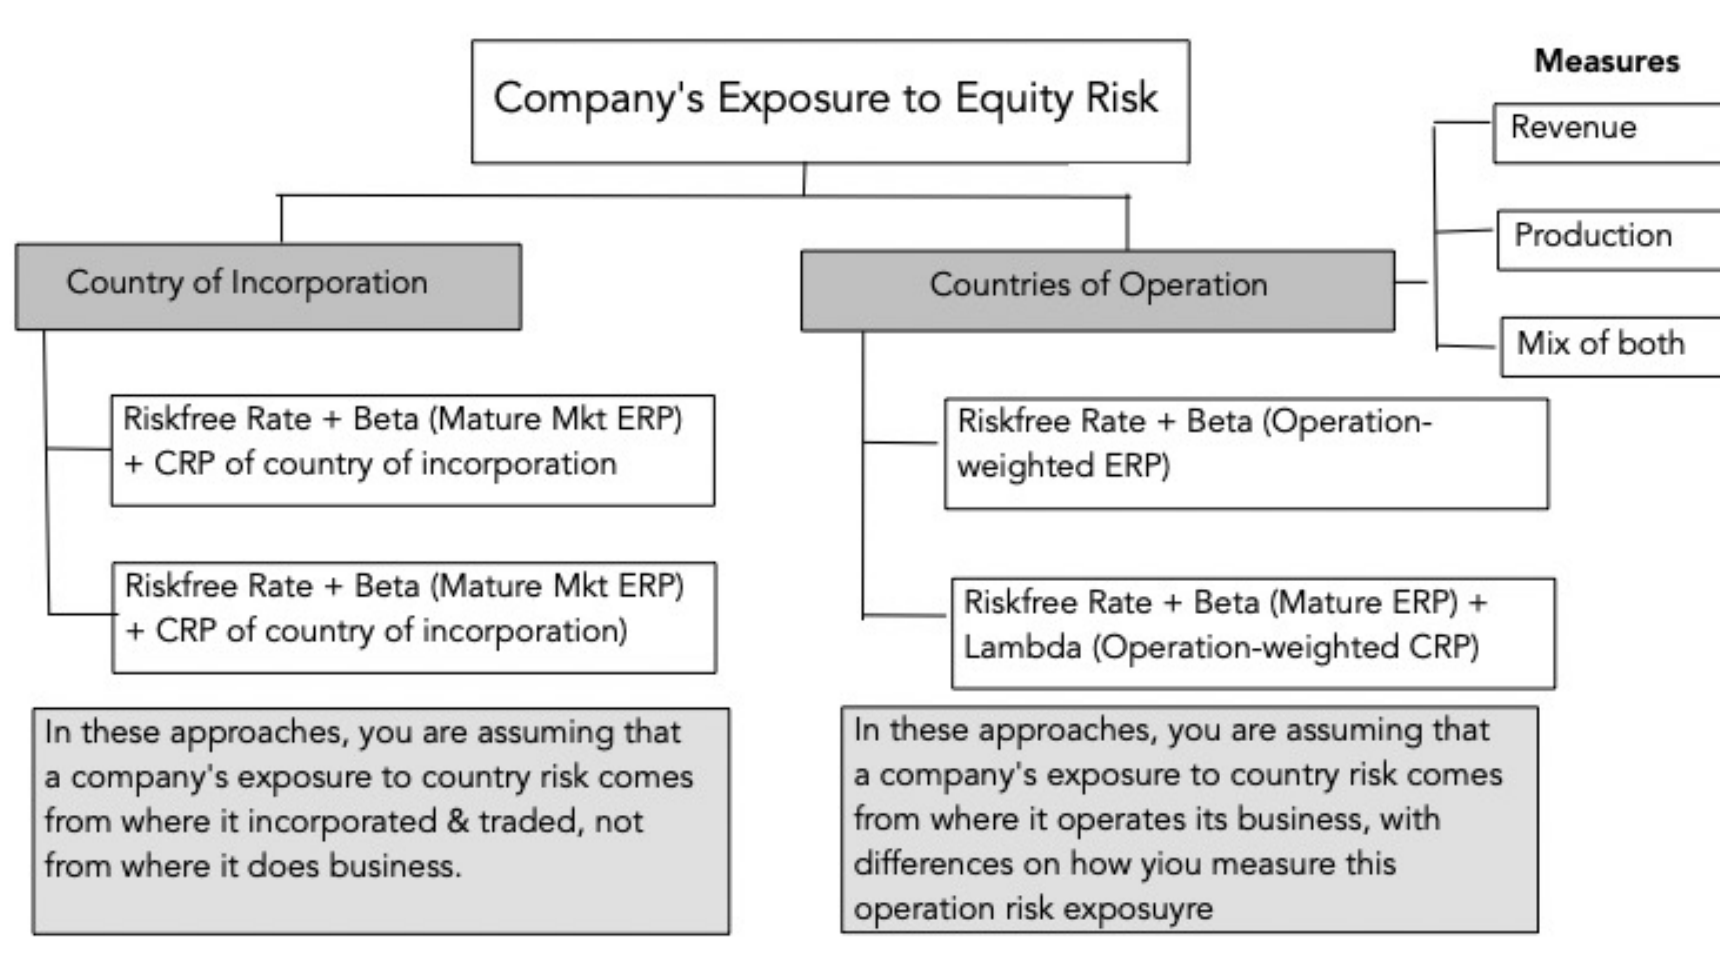 Company's Exposure to Equity Risk
Measures
Revenue
Production
Mix of both
Country of Incorporation
Riskfree Rate + Beta (Mature Mkt ERP)
+ CRP of country of incorporation
Riskfree Rate + Beta (Mature Mkt ERP)
+ CRP of country of incorporation)
In these approaches, you are assuming that
a company's exposure to country risk comes
from where it incorporated & traded, not
from where it does business.
Countries of Operation
Riskfree Rate + Beta (Operation-
weighted ERP)
Riskfree Rate + Beta (Mature ERP) +
Lambda (Operation-weighted CRP)
In these approaches, you are assuming that
a company's exposure to country risk comes
from where it operates its business, with
differences on how yiou measure this
operation risk exposuyre